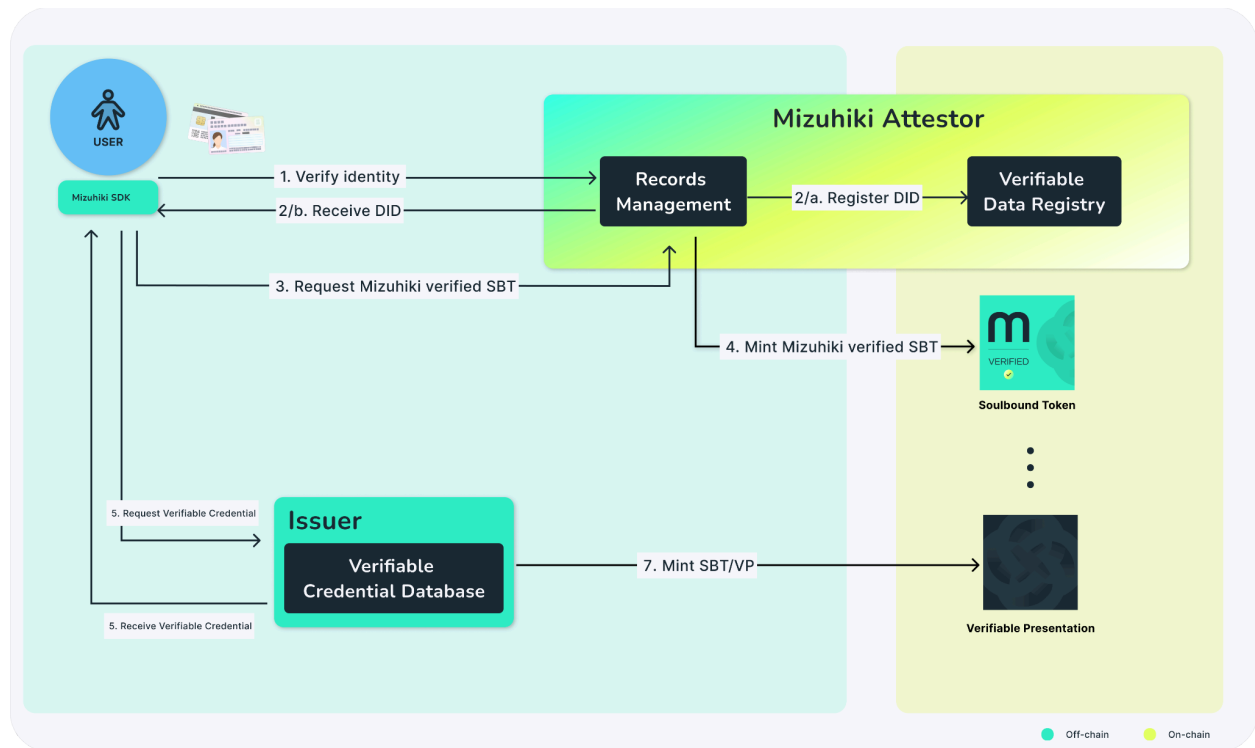 USER
Mizuhiki SDK
Mizuhiki Attestor
1. Verify identity
2/b. Receive DID
Records
Management
2/a. Register DID
Verifiable
Data Registry
3. Request Mizuhiki verified SBT
4. Mint Mizuhiki verified SBT
m
VERIFIED
Soulbound Token
5. Request Verifiable Credential
Issuer
Verifiable
Credential Database
7. Mint SBT/VP
5. Receive Verifiable Credential
Verifiable Presentation
Off-chain
On-chain